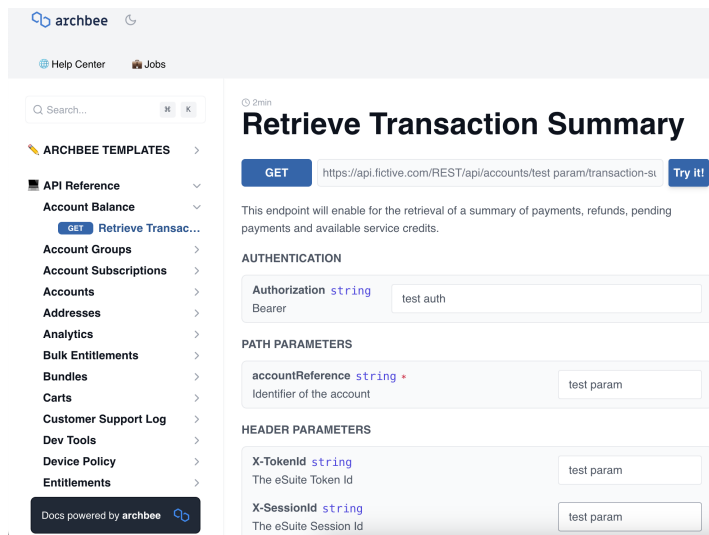 archbee
Help Center
Jobs
Search...
⌘ K
ARCHBEE TEMPLATES
API Reference
Account Balance
GET Retrieve Transac...
Account Groups
Account Subscriptions
Accounts
Addresses
Analytics
Bulk Entitlements
Bundles
Carts
Customer Support Log
Dev Tools
Device Policy
Entitlements
Docs powered by archbee
2min
Retrieve Transaction Summary
GET https://api.fictive.com/REST/api/accounts/test param/transaction-su Try it!
This endpoint will enable for the retrieval of a summary of payments, refunds, pending
payments and available service credits.
AUTHENTICATION
Authorization string
Bearer
test auth
PATH PARAMETERS
accountReference string *
Identifier of the account
test param
HEADER PARAMETERS
X-TokenId string
The eSuite Token Id
test param
X-SessionId string
The eSuite Session Id
test param